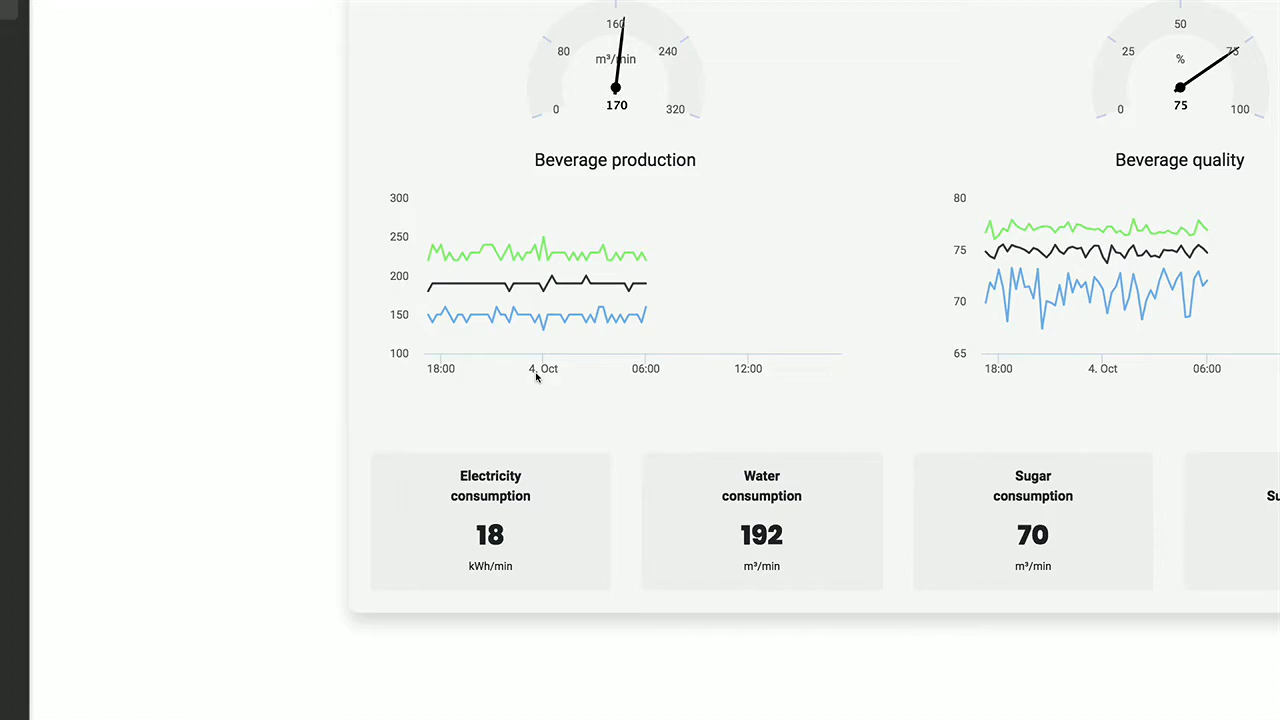 160
50
80
240
25
75
m³/min
%
0
170
320
0
75
100
Beverage production
Beverage quality
300
250
200
150
100
18:00
4. Oct
06:00
12:00
80
75
70
65
18:00
4. Oct
06:00
Electricity
consumption
18
kWh/min
Water
consumption
192
m³/min
Sugar
consumption
70
m³/min